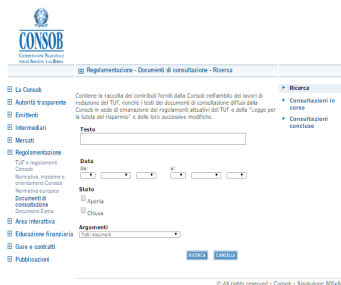 CONSOB
COMMISSIONE NAZIONALE
PER LE SOCIETÀ E LA BORSA
Regolamentazione - Documenti di consultazione - Ricerca
La Consob
Autorità trasparente
Emittenti
Intermediari
Mercati
Regolamentazione
TUF e regolamenti
Consob
Normativa, massime e
orientamenti Consob
Normativa europea
Documenti di
consultazione
Documenti Esma
Area interattiva
Educazione finanziaria
Gare e contratti
Pubblicazioni
Contiene la raccolta dei contributi forniti dalla Consob nell'ambito dei lavori di
redazione del TUF, nonchè i testi dei documenti di consultazione diffusi dalla
Consob in sede di emanazione dei regolamenti attuativi del TUF e della "Legge per
la tutela del risparmio" e delle loro successive modifiche.
Testo
Data
da:
a:
Stato
Aperta
Chiusa
Argomenti
Tutti i documenti
RICERCA
CANCELLA
Ricerca
Consultazioni in
corso
Consultazioni
concluse
© All rights reserved - Consob - Risoluzione 800x6